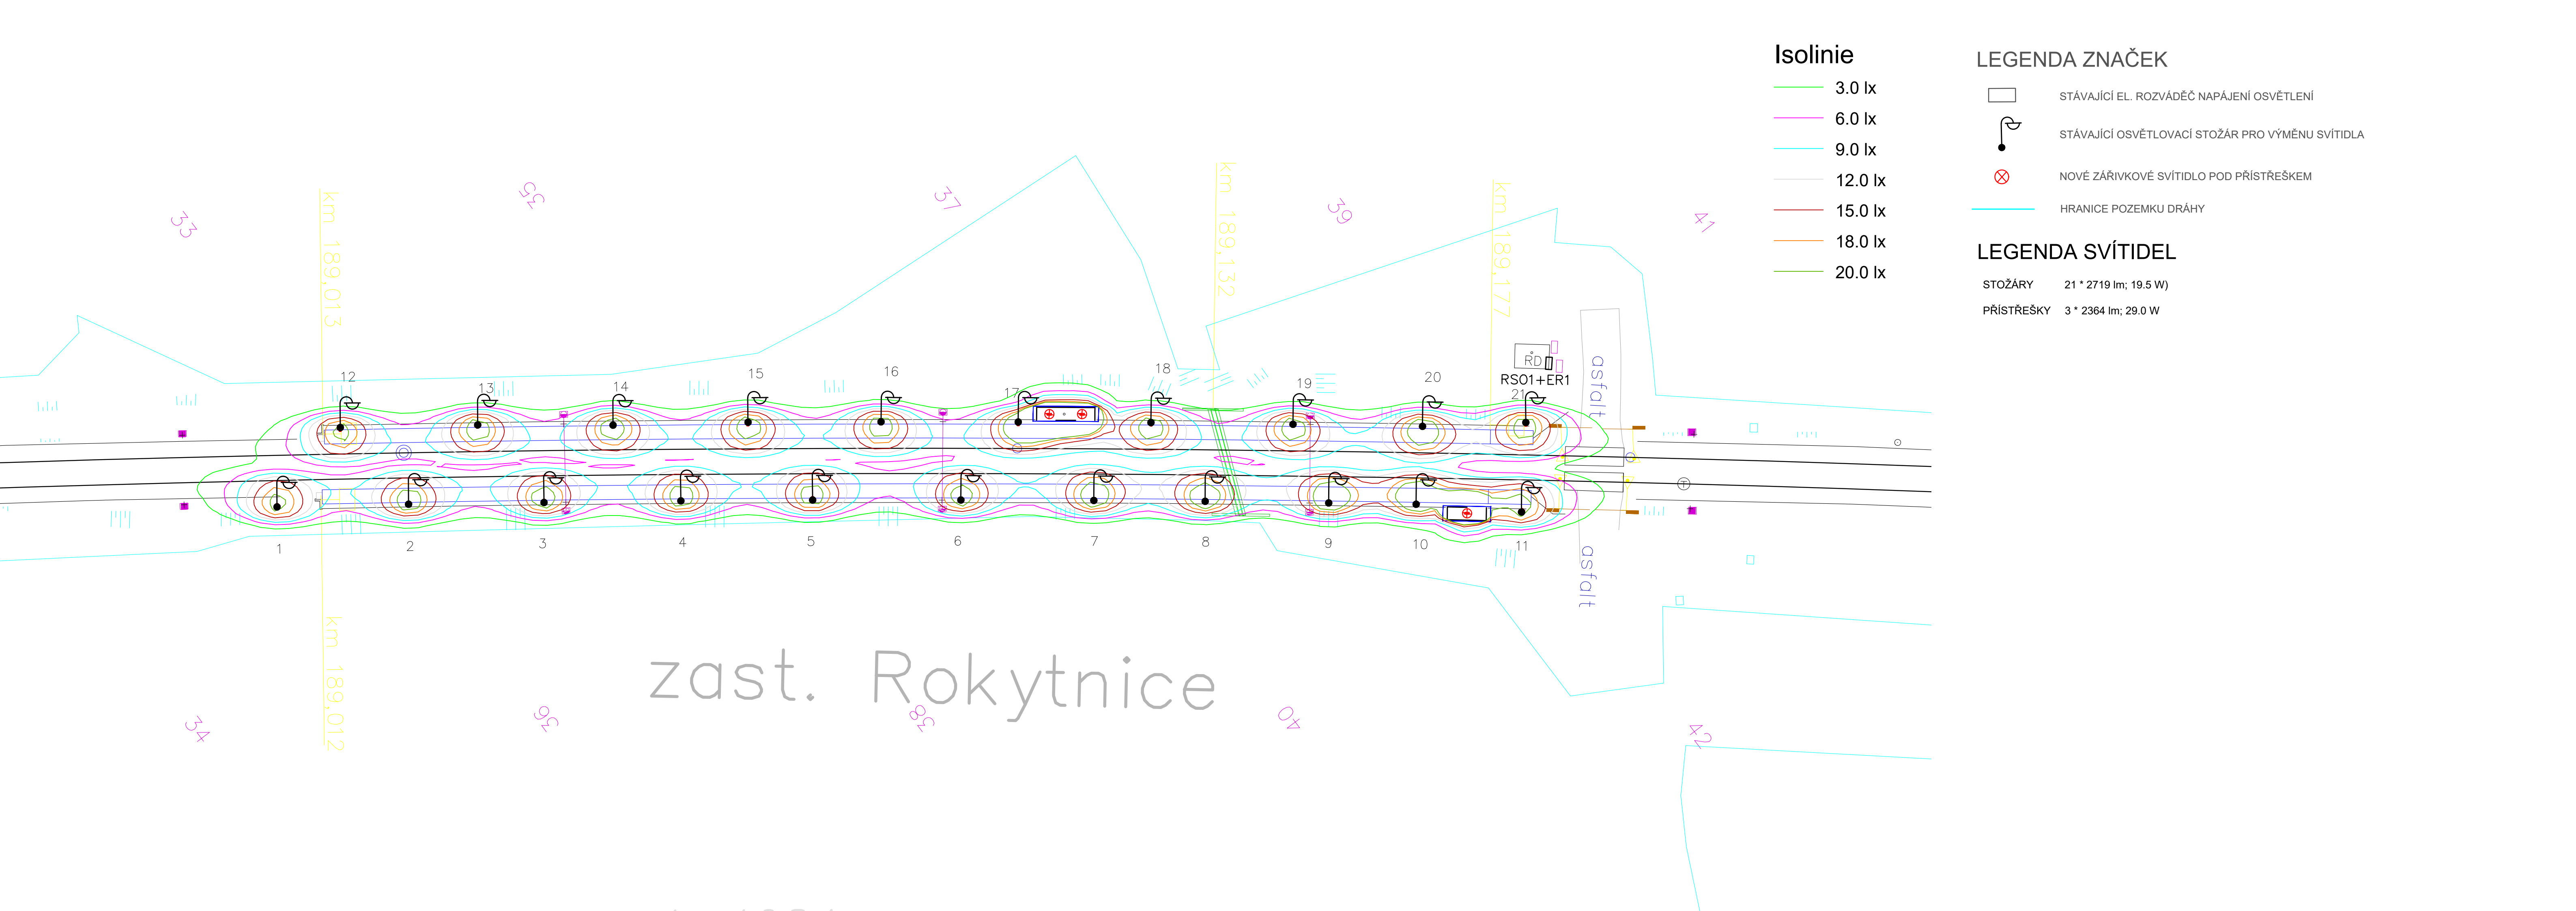 Isolinie
3.0 lx
6.0 lx
9.0 lx
12.0 lx
15.0 lx
18.0 lx
20.0 lx
LEGENDA ZNAČEK
STÁVAJÍCÍ EL. ROZVÁDĚČ NAPÁJENÍ OSVĚTLENÍ
STÁVAJÍCÍ OSVĚTLOVACÍ STOŽÁR PRO VÝMĚNU SVÍTIDLA
NOVÉ ZÁŘIVKOVÉ SVÍTIDLO POD PŘÍSTŘEŠKEM
HRANICE POZEMKU DRÁHY
LEGENDA SVÍTIDEL
STOŽÁRY 21 * 2719 lm; 19.5 W)
PŘÍSTŘEŠKY 3 * 2364 lm; 29.0 W
33
35
37
39
41
km 189,013
km 189,132
km 189,177
12
13
14
15
16
17
18
19
20
21
RD
RS01+ER1
asfalt
T
1
2
3
4
5
6
7
8
9
10
11
asfalt
km 189,012
zast. Rokytnice
34
36
38
40
42